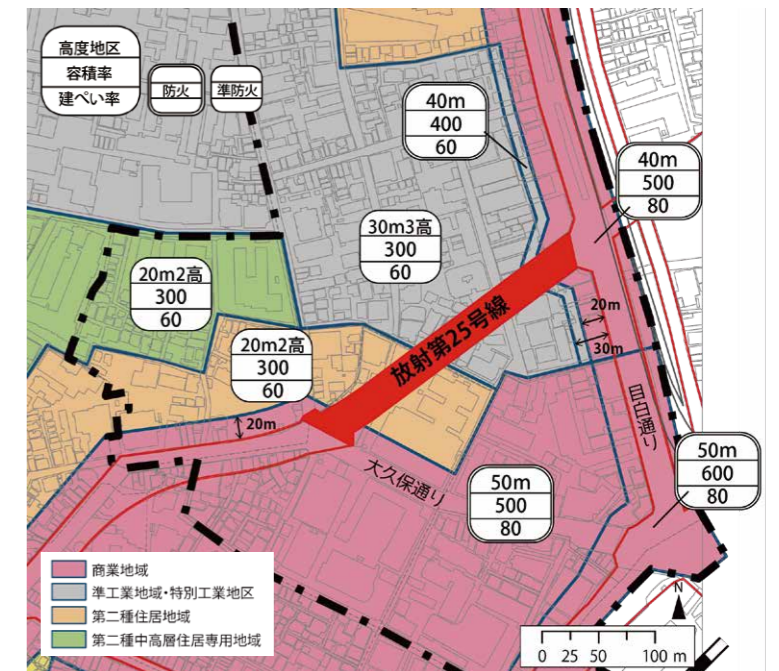 高度地区
容積率
建ぺい率
防火
準防火
40m
400
60
40m
500
80
30m3高
300
60
20m2高
300
60
20m2高
300
60
放射第25号線
20m
30m
20m
目白通り
大久保通り
50m
600
80
50m
500
80
商業地域
準工業地域・特別工業地区
第二種住居地域
第二種中高層住居専用地域
N
0 25 50 100 m